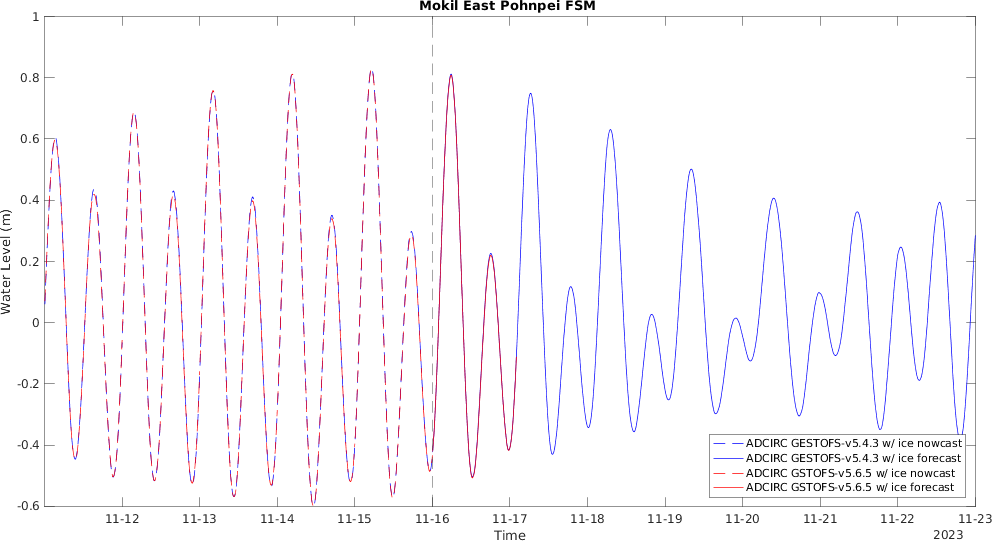 Mokil East Pohnpei FSM
Water Level (m)
1
0.8
0.6
0.4
0.2
0
-0.2
-0.4
-0.6
11-12 11-13 11-14 11-15 11-16 11-17 11-18 11-19 11-20 11-21 11-22 11-23
Time
2023
ADCIRC GESTOFS-v5.4.3 w/ ice nowcast
ADCIRC GESTOFS-v5.4.3 w/ ice forecast
ADCIRC GSTOFS-v5.6.5 w/ ice nowcast
ADCIRC GSTOFS-v5.6.5 w/ ice forecast